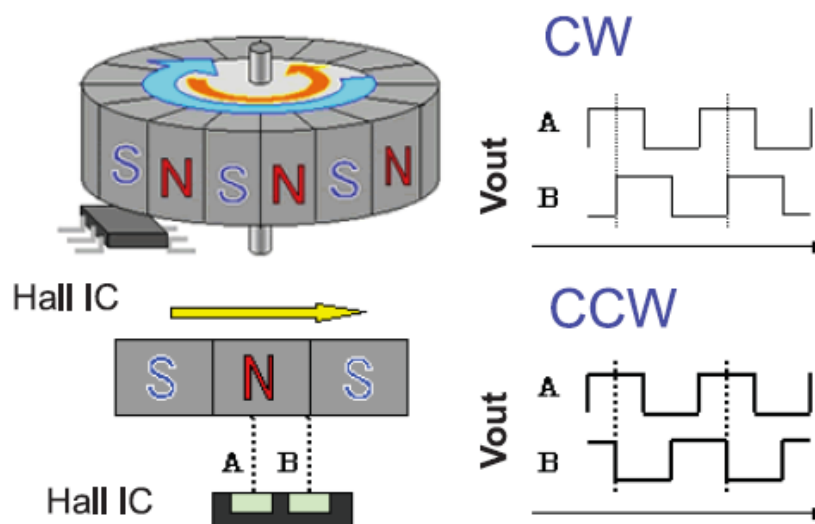 CW
S N S N S N
Vout
A
B
Hall IC
CCW
S N S
A B
Hall IC
Vout
A
B